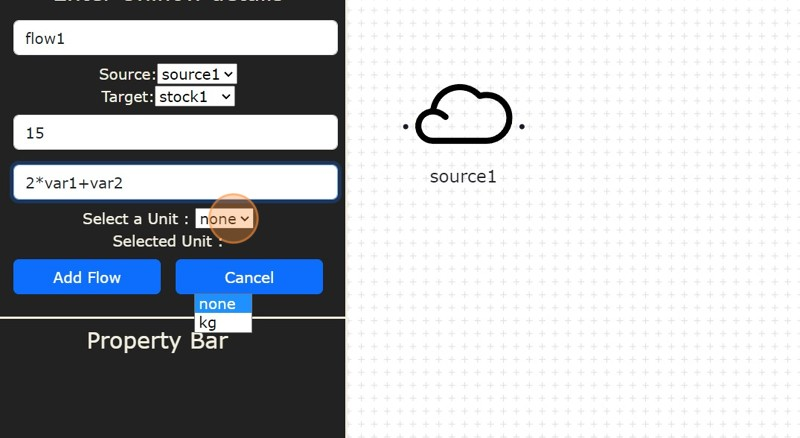 flow1
Source: source1
Target: stock1
15
2*var1+var2
Select a Unit : none
Selected Unit :
Add Flow Cancel
none
kg
Property Bar
source1